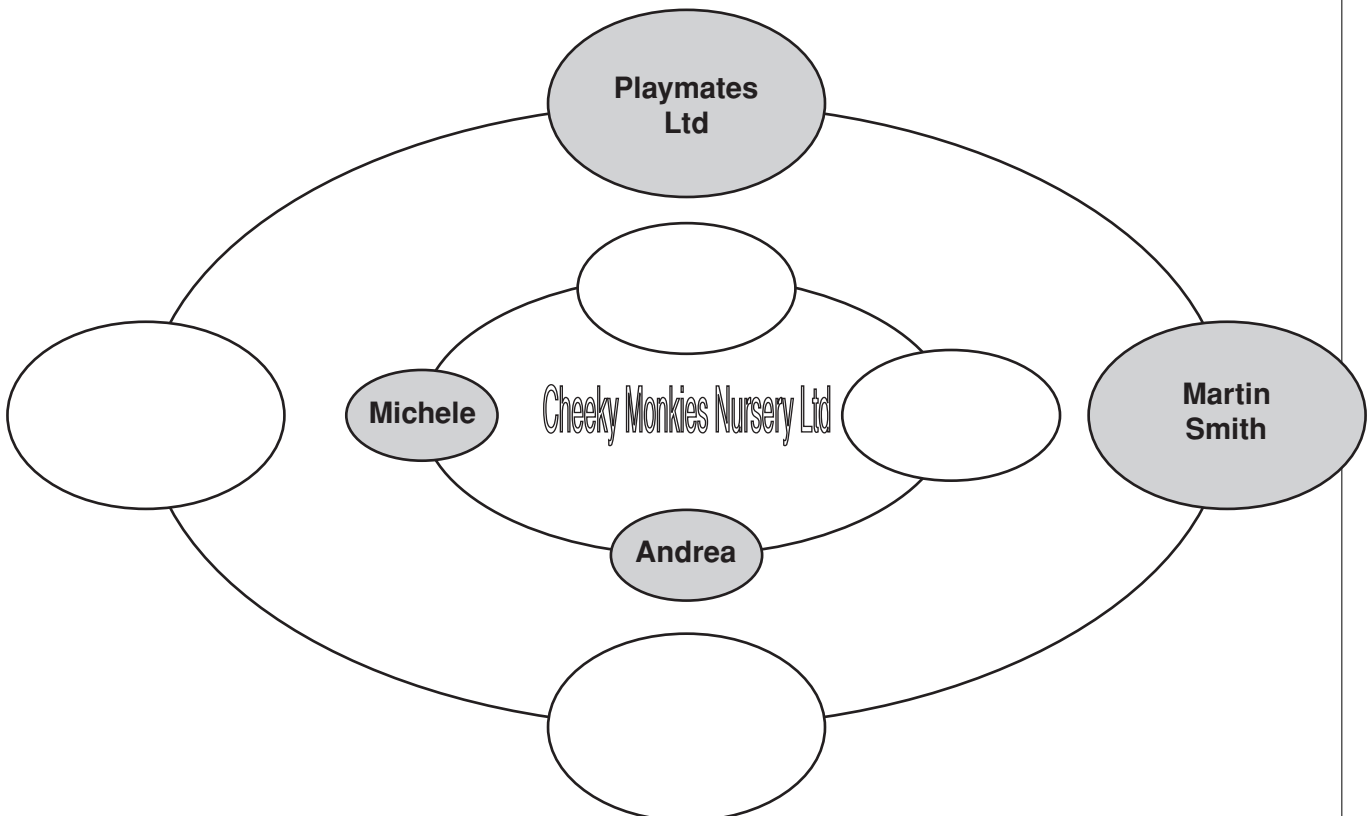 Playmates
Ltd
Michele
Cheeky Monkies Nursery Ltd
Martin
Smith
Andrea